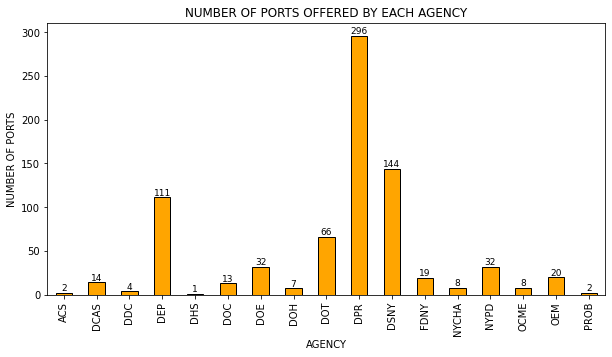 NUMBER OF PORTS OFFERED BY EACH AGENCY
NUMBER OF PORTS
300
250
200
150
100
50
0
2
14
4
111
1
13
32
7
66
296
144
19
8
32
8
20
2
ACS
DCAS
DDC
DEP
DHS
DOC
DOE
DOH
DOT
DPR
DSNY
FDNY
NYCHA
NYPD
OCME
OEM
PROB
AGENCY